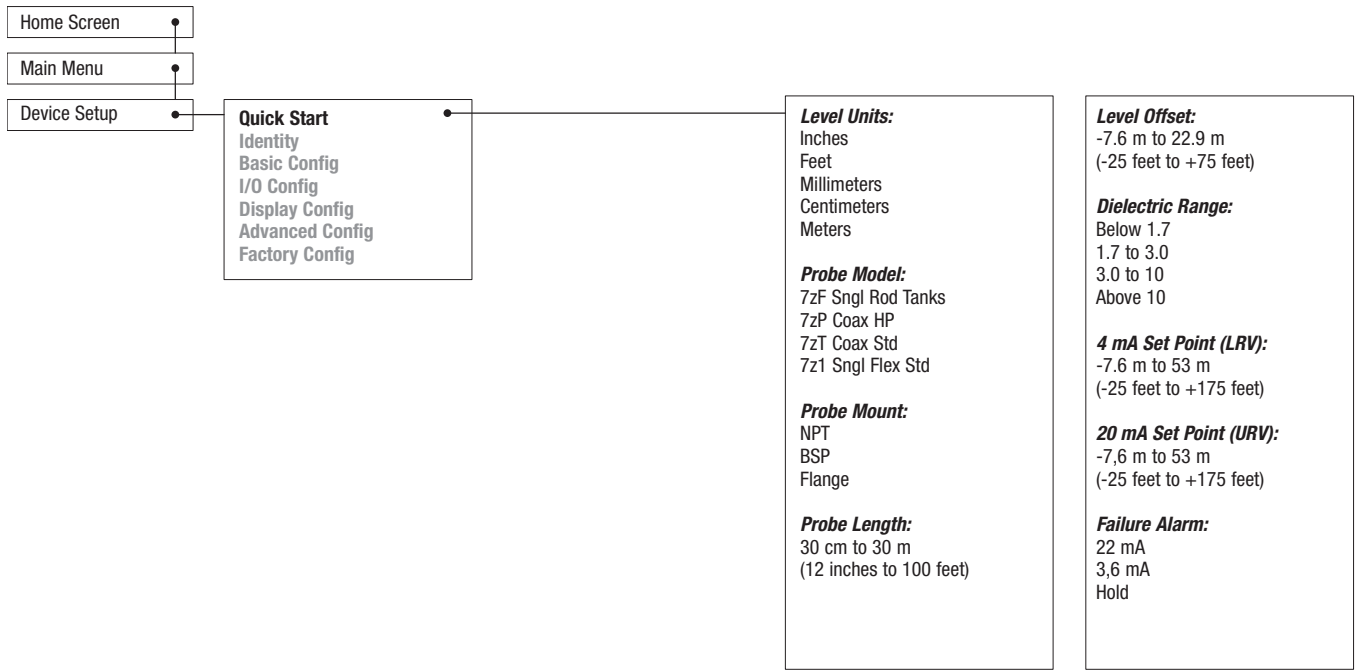 Home Screen
Main Menu
Device Setup
Quick Start
Identity
Basic Config
I/O Config
Display Config
Advanced Config
Factory Config
Level Units:
Inches
Feet
Millimeters
Centimeters
Meters
Probe Model:
7zF Sngl Rod Tanks
7zP Coax HP
7zT Coax Std
7z1 Sngl Flex Std
Probe Mount:
NPT
BSP
Flange
Probe Length:
30 cm to 30 m
(12 inches to 100 feet)
Level Offset:
-7.6 m to 22.9 m
(-25 feet to +75 feet)
Dielectric Range:
Below 1.7
1.7 to 3.0
3.0 to 10
Above 10
4 mA Set Point (LRV):
-7.6 m to 53 m
(-25 feet to +175 feet)
20 mA Set Point (URV):
-7,6 m to 53 m
(-25 feet to +175 feet)
Failure Alarm:
22 mA
3,6 mA
Hold